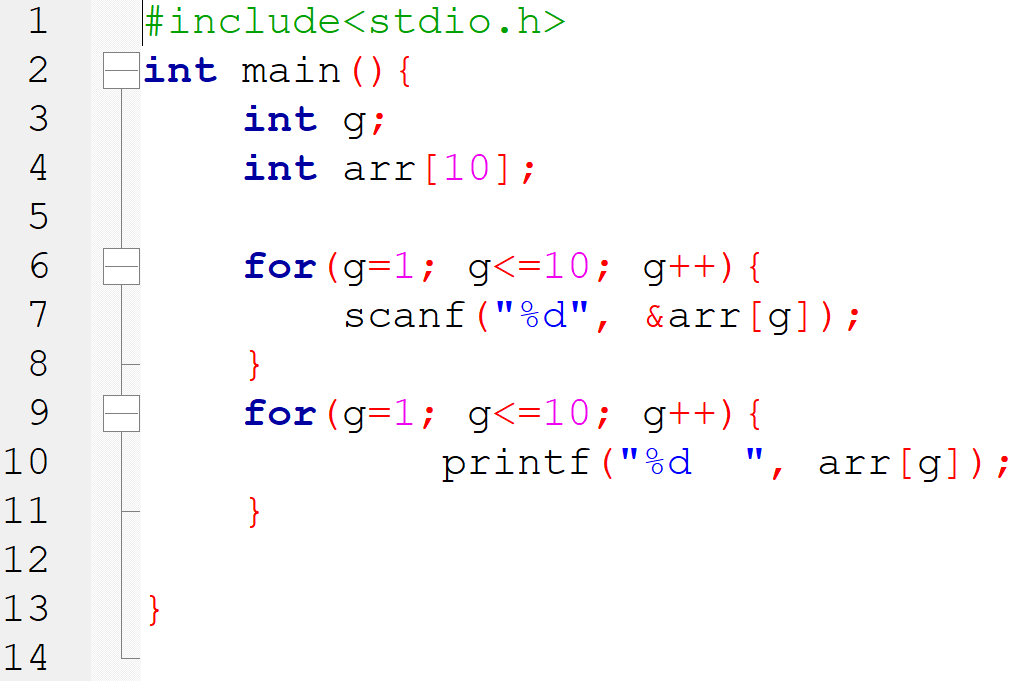 1 #include<stdio.h>
2 int main(){
3     int g;
4     int arr[10];
5
6     for(g=1; g<=10; g++){
7         scanf("%d", &arr[g]);
8     }
9     for(g=1; g<=10; g++){
10             printf("%d  ", arr[g]);
11     }
12
13 }
14